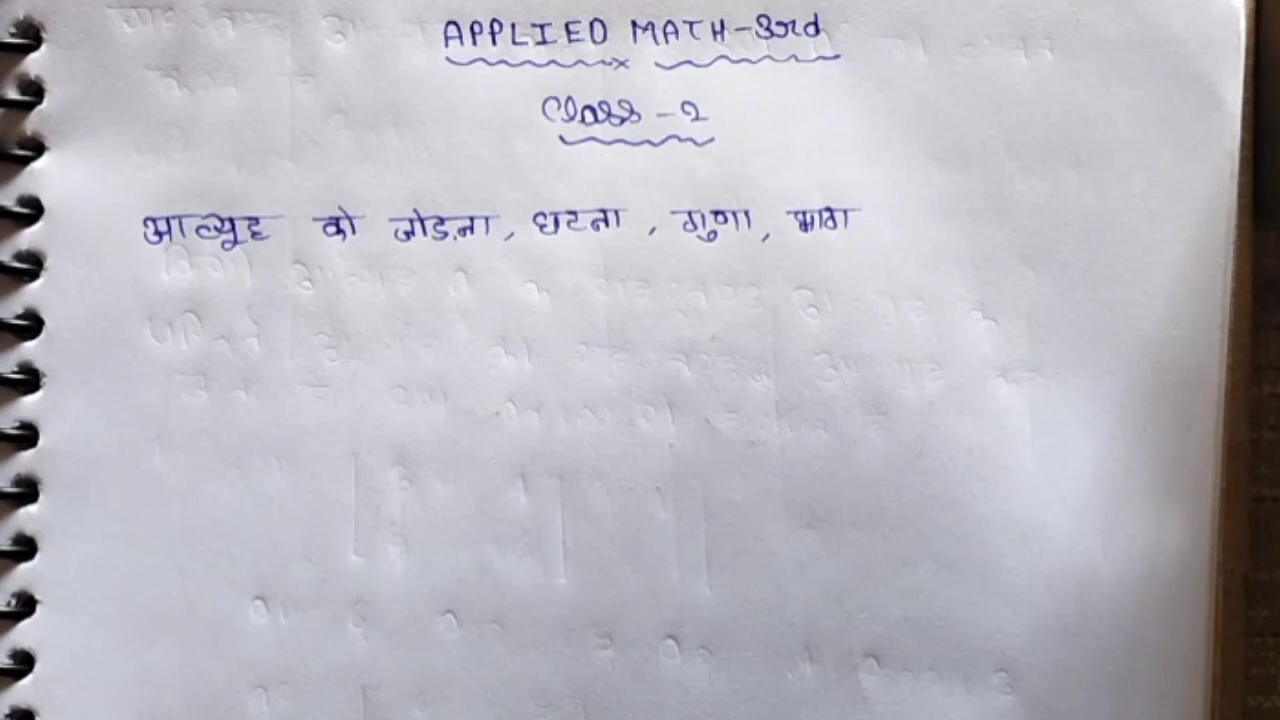 APPLIED MATH-3rd
Class - 2
आव्यूह को जोड़ना, घटना, गुणा, भाग